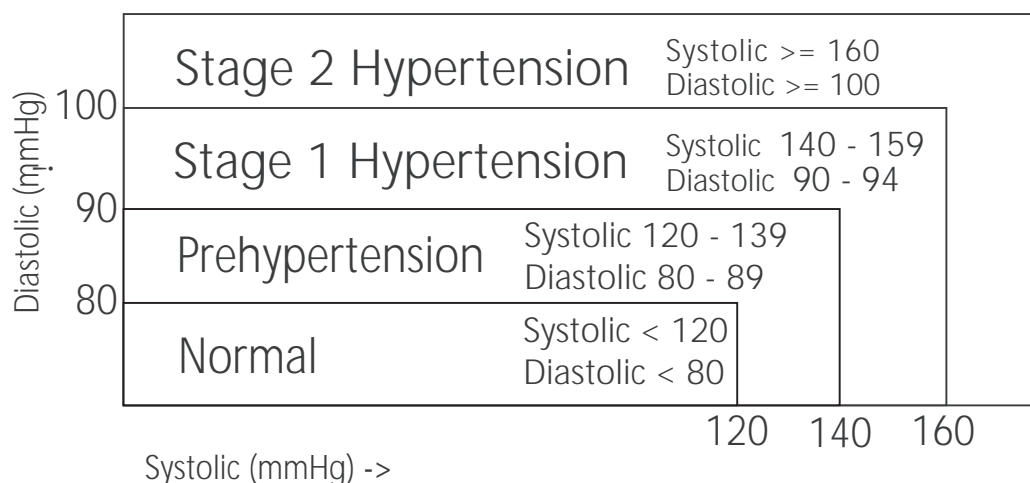 Stage 2 Hypertension
Systolic >= 160
Diastolic >= 100
100
Stage 1 Hypertension
Systolic 140 - 159
Diastolic 90 - 94
90
Prehypertension
Systolic 120 - 139
Diastolic 80 - 89
80
Normal
Systolic < 120
Diastolic < 80
Diastolic (mmHg)
120
140
160
Systolic (mmHg) ->